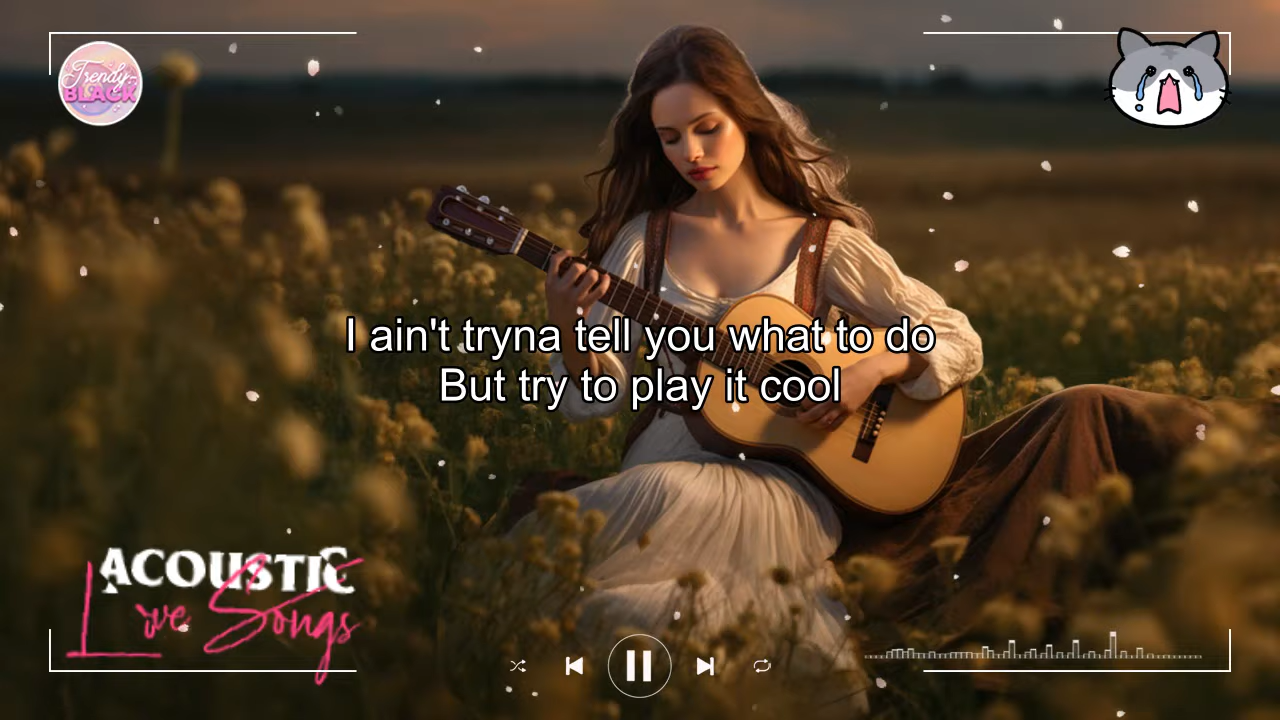 Trendy
BLACK
I ain't tryna tell you what to do
But try to play it cool
ACOUSTIC
Love Songs